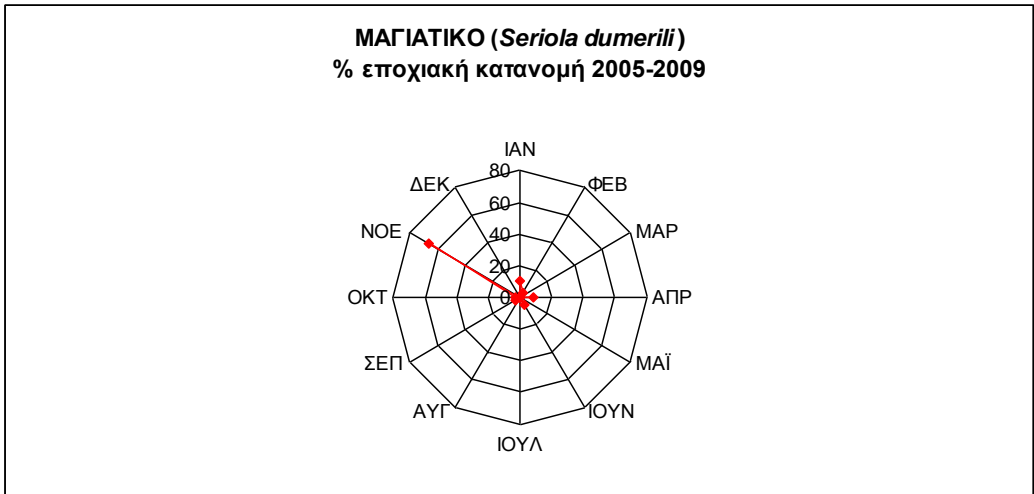 ΜΑΓΙΑΤΙΚΟ (Seriola dumerili)
% εποχιακή κατανομή 2005-2009
ΙΑΝ
ΦΕΒ
ΜΑΡ
ΑΠΡ
ΜΑΪ
ΙΟΥΝ
ΙΟΥΛ
ΑΥΓ
ΣΕΠ
ΟΚΤ
ΝΟΕ
ΔΕΚ
80
60
40
20
0